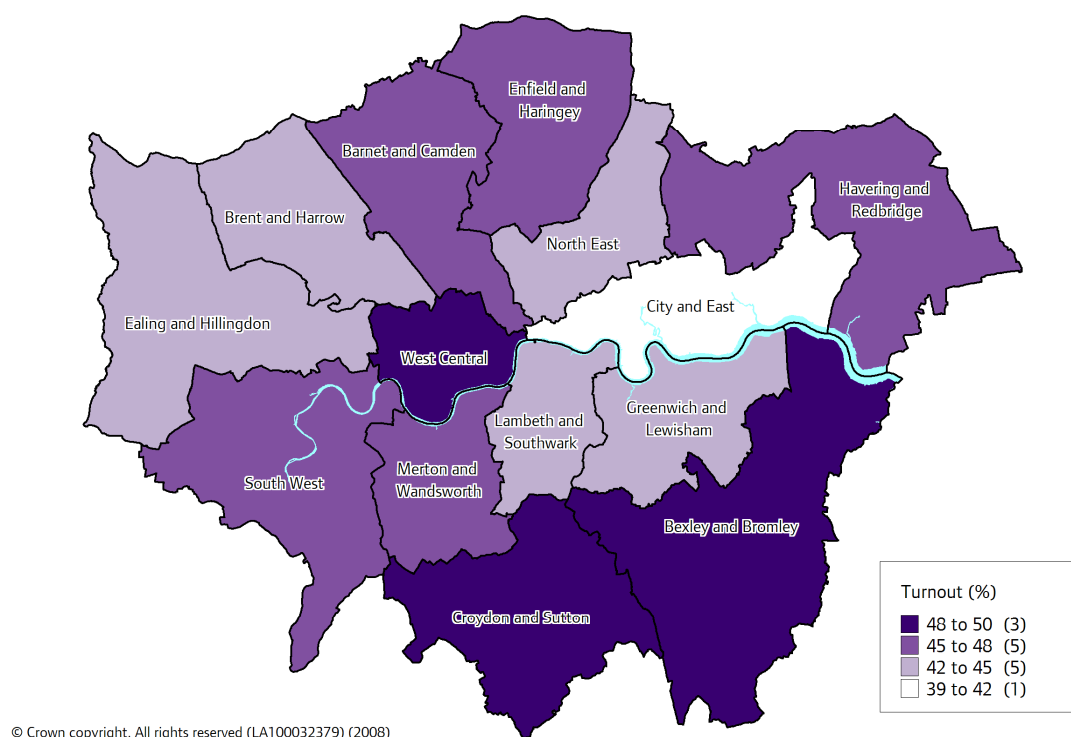 Enfield and
Haringey
Barnet and Camden
Havering and
Redbridge
Brent and Harrow
North East
City and East
Ealing and Hillingdon
West Central
Greenwich and
Lewisham
Lambeth and
Southwark
Merton and
Wandsworth
South West
Bexley and Bromley
Croydon and Sutton
Turnout (%)
48 to 50 (3)
45 to 48 (5)
42 to 45 (5)
39 to 42 (1)
© Crown copyright. All rights reserved (LA100032379) (2008)